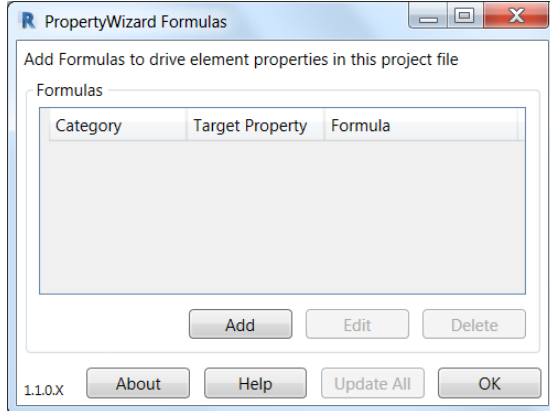 R PropertyWizard Formulas X
Add Formulas to drive element properties in this project file
Formulas
Category Target Property Formula
Add Edit Delete
1.1.0.X About Help Update All OK